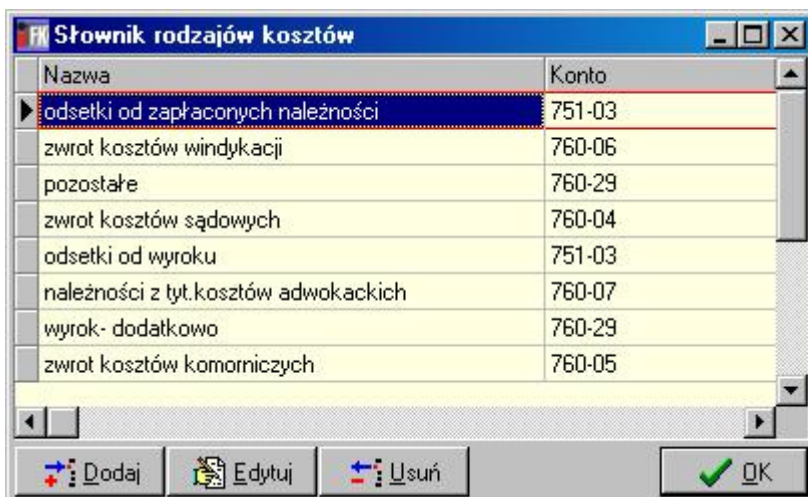 FK Słownik rodzajów kosztów
Nazwa Konto
odsetki od zapłaconych należności 751-03
zwrot kosztów windykacji 760-06
pozostałe 760-29
zwrot kosztów sądowych 760-04
odsetki od wyroku 751-03
należności z tyt.kosztów adwokackich 760-07
wyrok- dodatkowo 760-29
zwrot kosztów komorniczych 760-05
Dodaj Edytuj Usuń OK